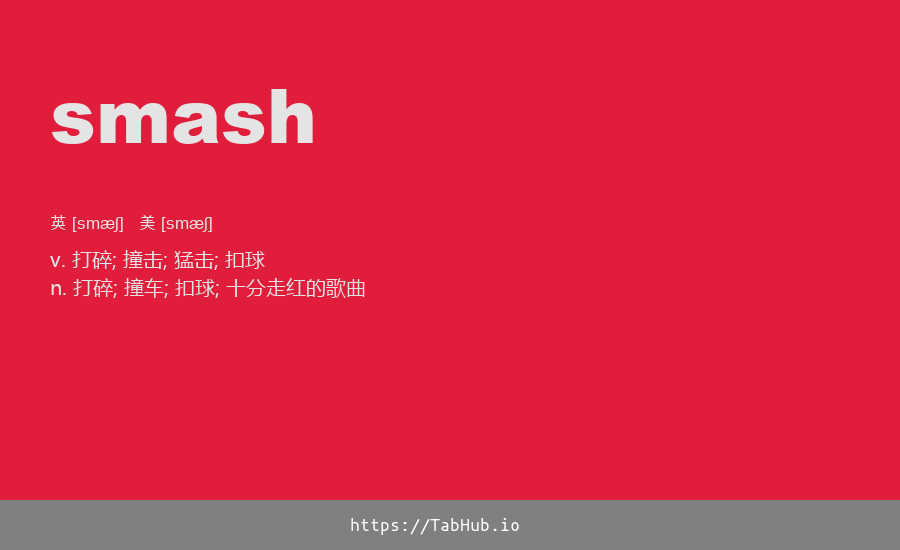 smash
英 [smæʃ] 美 [smæʃ]
v. 打碎; 撞击; 猛击; 扣球
n. 打碎; 撞车; 扣球; 十分走红的歌曲
https://TabHub.io